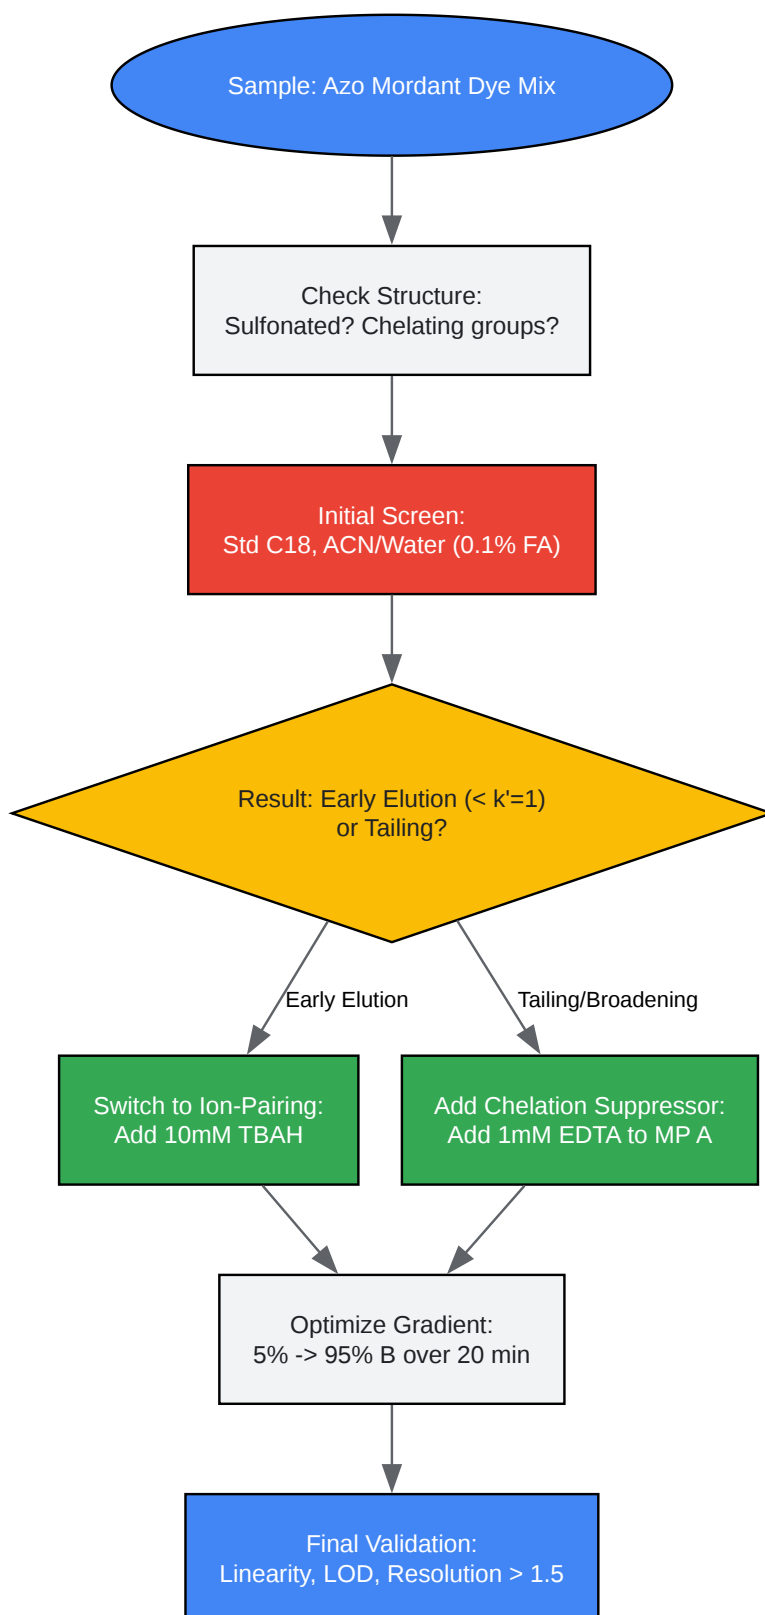 Sample: Azo Mordant Dye Mix
Check Structure:
Sulfonated? Chelating groups?
Initial Screen:
Std C18, ACN/Water (0.1% FA)
Result: Early Elution (< k'=1)
or Tailing?
Early Elution
Tailing/Broadening
Switch to Ion-Pairing:
Add 10mM TBAH
Add Chelation Suppressor:
Add 1mM EDTA to MP A
Optimize Gradient:
5% -> 95% B over 20 min
Final Validation:
Linearity, LOD, Resolution > 1.5